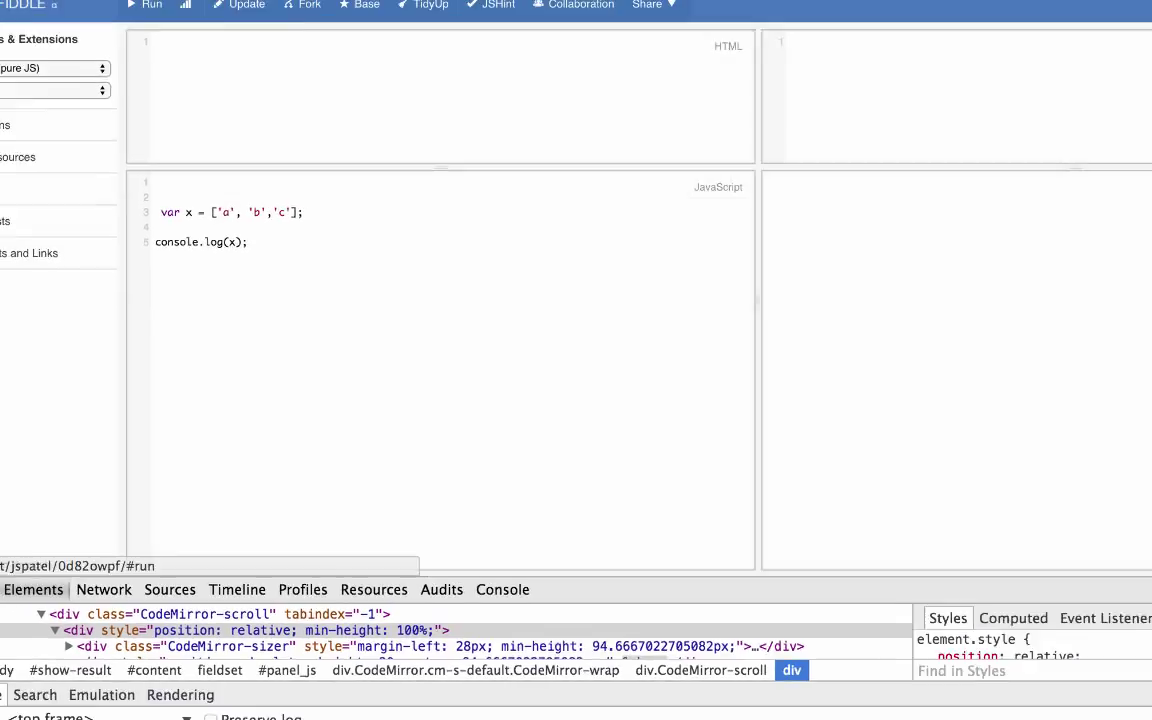 FIDDLE α Run Update Fork Base TidyUp JSHint Collaboration Share
s & Extensions
(pure JS)
ns
sources
sts
ts and Links
1 HTML
1
1 JavaScript
2
3 var x = ['a', 'b','c'];
4
5 console.log(x);
t/jspatel/0d82owpf/#run
Elements Network Sources Timeline Profiles Resources Audits Console
<div class="CodeMirror-scroll" tabindex="-1">
<div style="position: relative; min-height: 100%;">
<div class="CodeMirror-sizer" style="margin-left: 28px; min-height: 94.6667022705082px;">…</div>
dy #show-result #content fieldset #panel_js div.CodeMirror.cm-s-default.CodeMirror-wrap div.CodeMirror-scroll div
Styles Computed Event Listener
element.style {
position: relative;
Find in Styles
e Search Emulation Rendering
<top frame> Preserve log